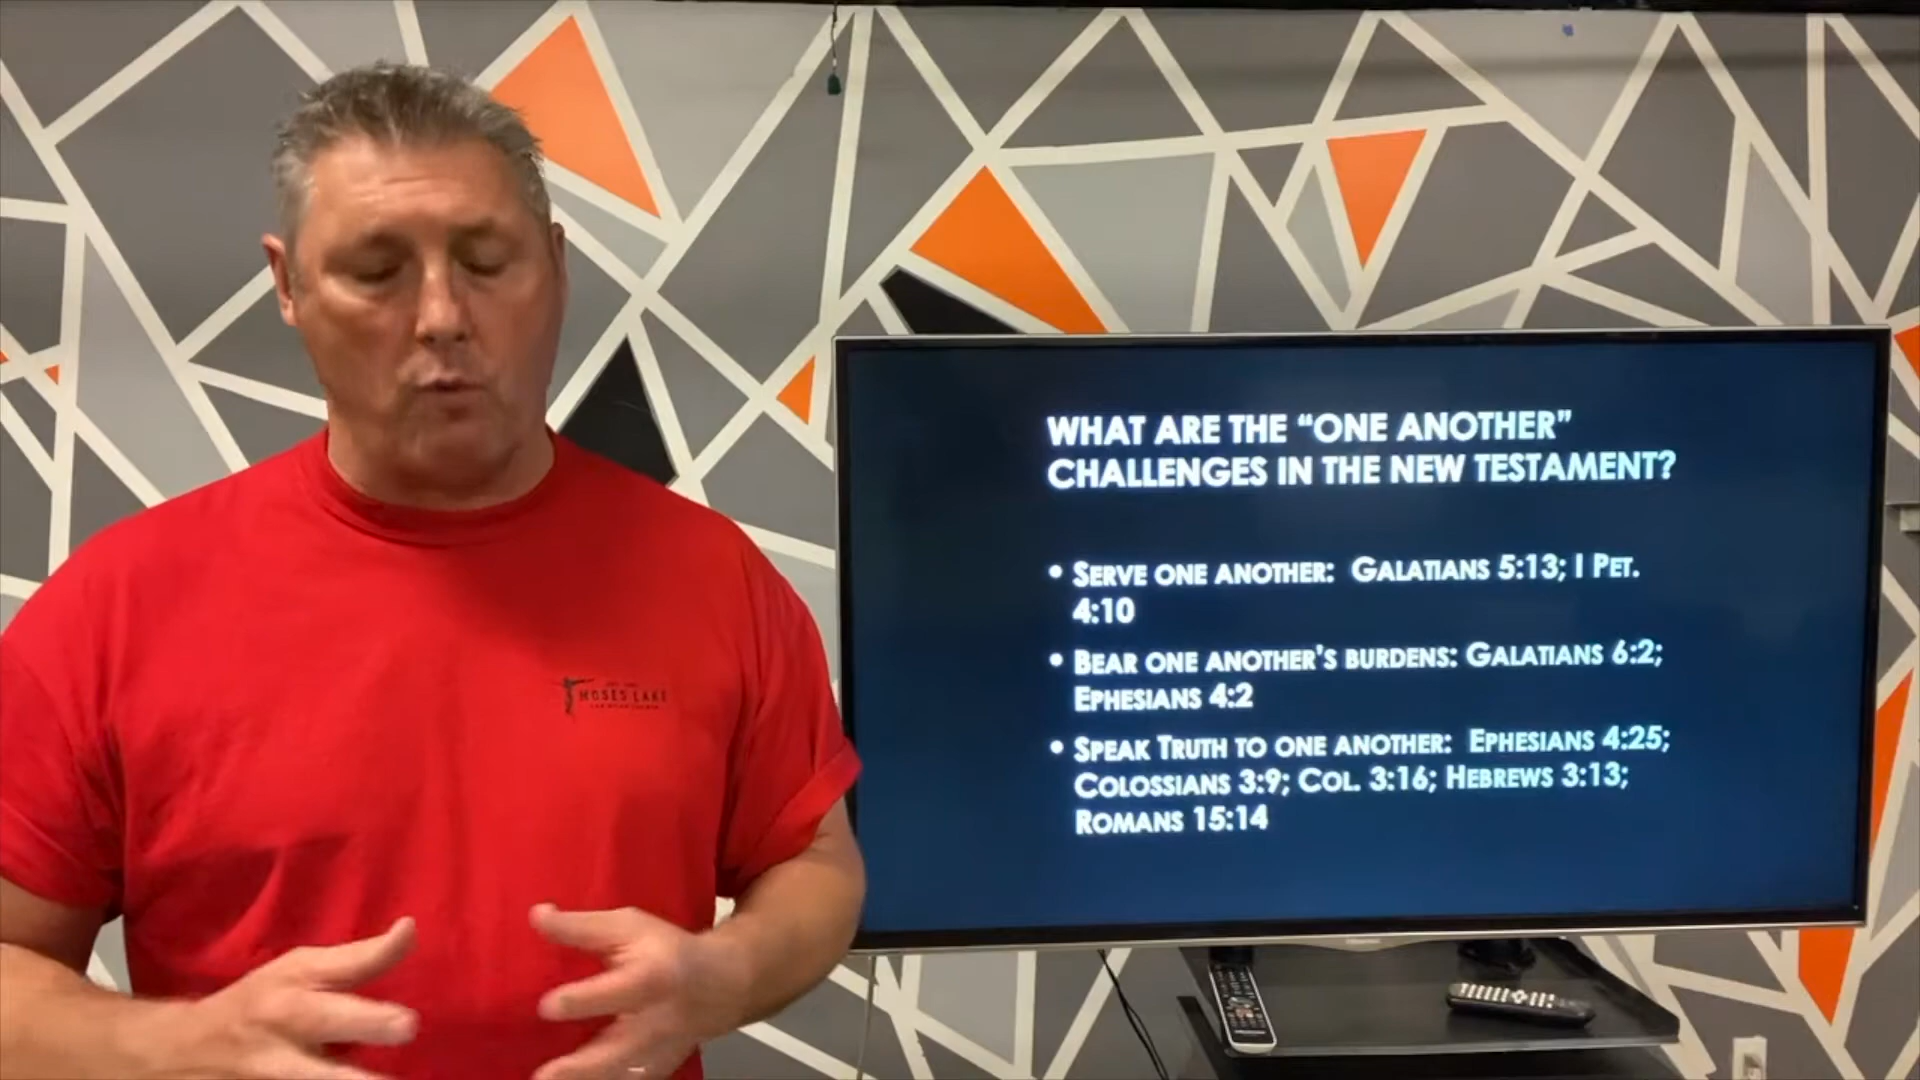 WHAT ARE THE “ONE ANOTHER”
CHALLENGES IN THE NEW TESTAMENT?
• SERVE ONE ANOTHER: GALATIANS 5:13; I PET.
4:10
• BEAR ONE ANOTHER'S BURDENS: GALATIANS 6:2;
EPHESIANS 4:2
• SPEAK TRUTH TO ONE ANOTHER: EPHESIANS 4:25;
COLOSSIANS 3:9; COL. 3:16; HEBREWS 3:13;
ROMANS 15:14
MOSES LAKE